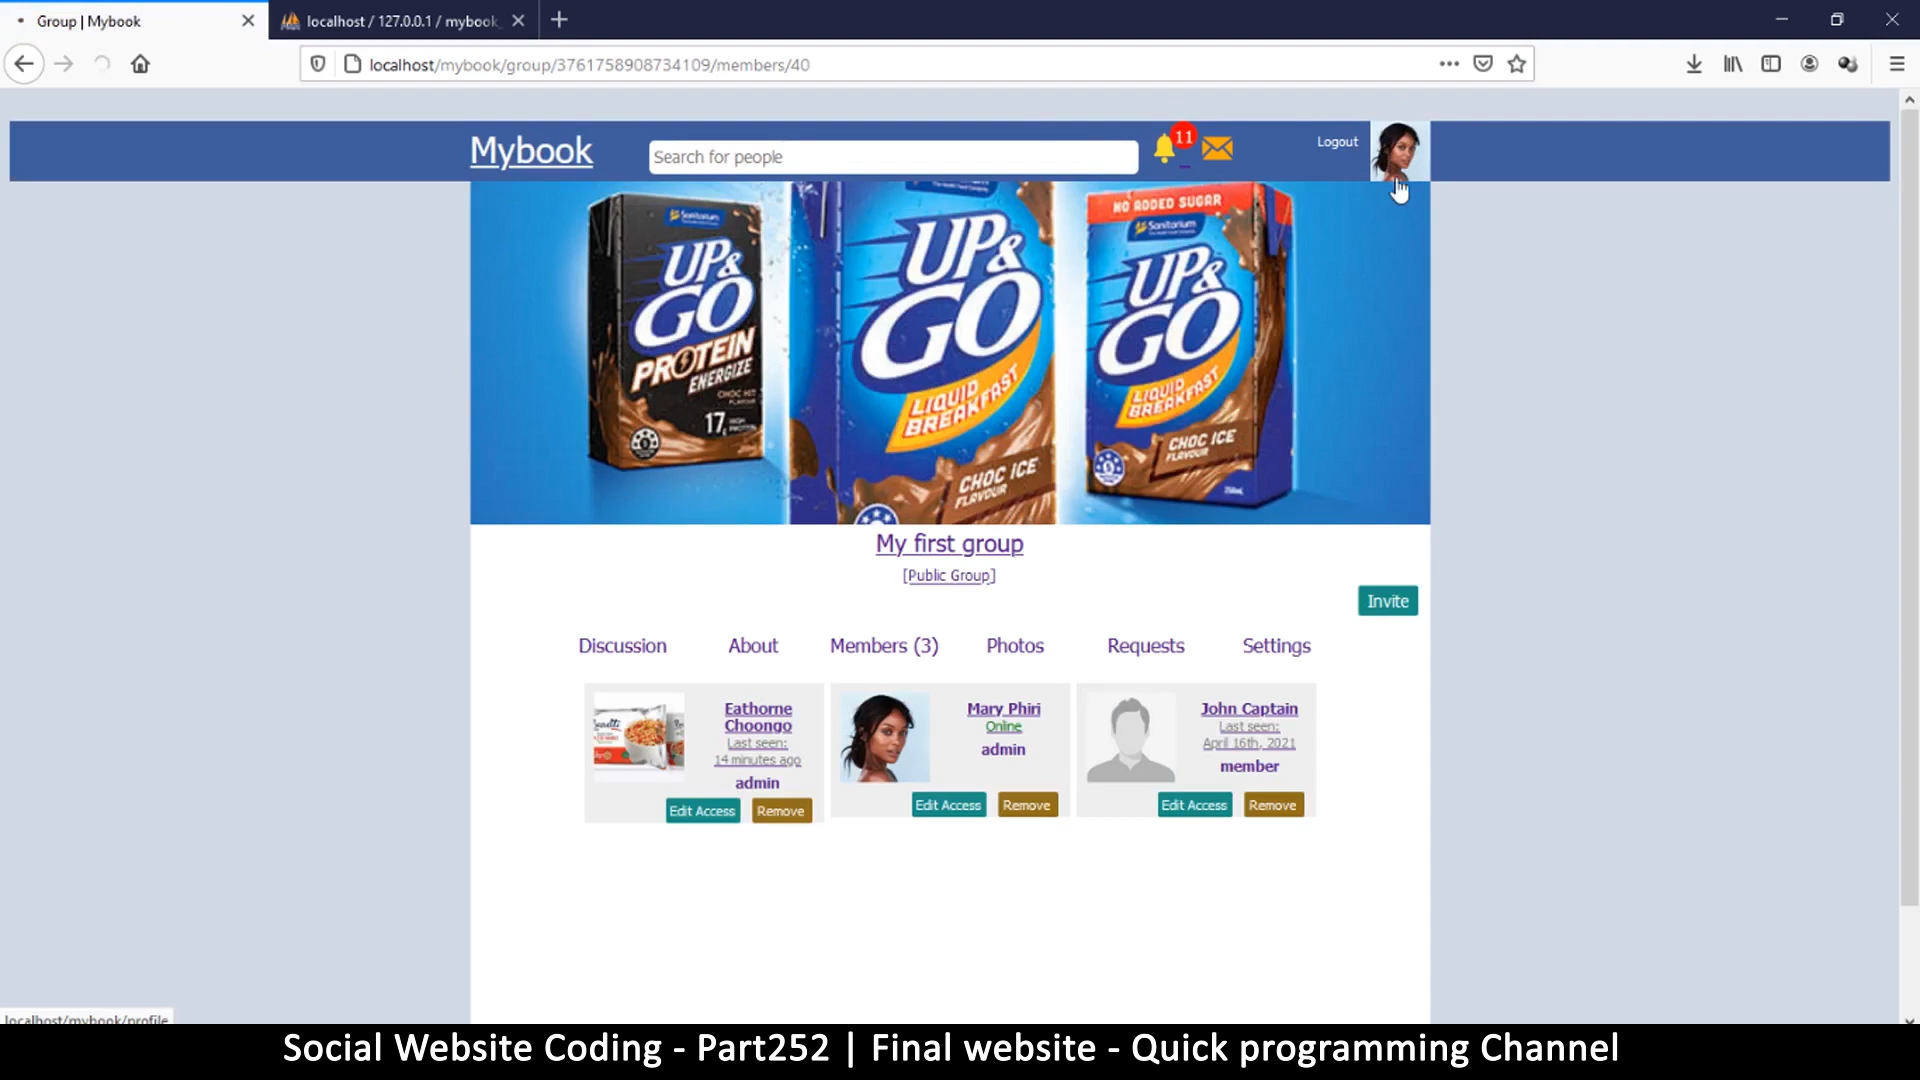 Group | Mybook
localhost / 127.0.0.1 / mybook
localhost/mybook/group/3761758908734109/members/40
Mybook
Search for people
11
Logout
Sanitarium
UP&
GO
PROTEIN
ENERGIZE
CHOC HIT
FLAVOUR
17
UP&
GO
LIQUID
BREAKFAST
CHOC ICE
FLAVOUR
NO ADDED SUGAR
Sanitarium
UP&
GO
LIQUID
BREAKFAST
CHOC ICE
FLAVOUR
My first group
[Public Group]
Invite
Discussion
About
Members (3)
Photos
Requests
Settings
Eathorne
Choongo
Last seen:
14 minutes ago
admin
Edit Access
Remove
Mary Phiri
Online
admin
Edit Access
Remove
John Captain
Last seen:
April 16th, 2021
member
Edit Access
Remove
localhost/mybook/profile
Social Website Coding - Part252 | Final website - Quick programming Channel